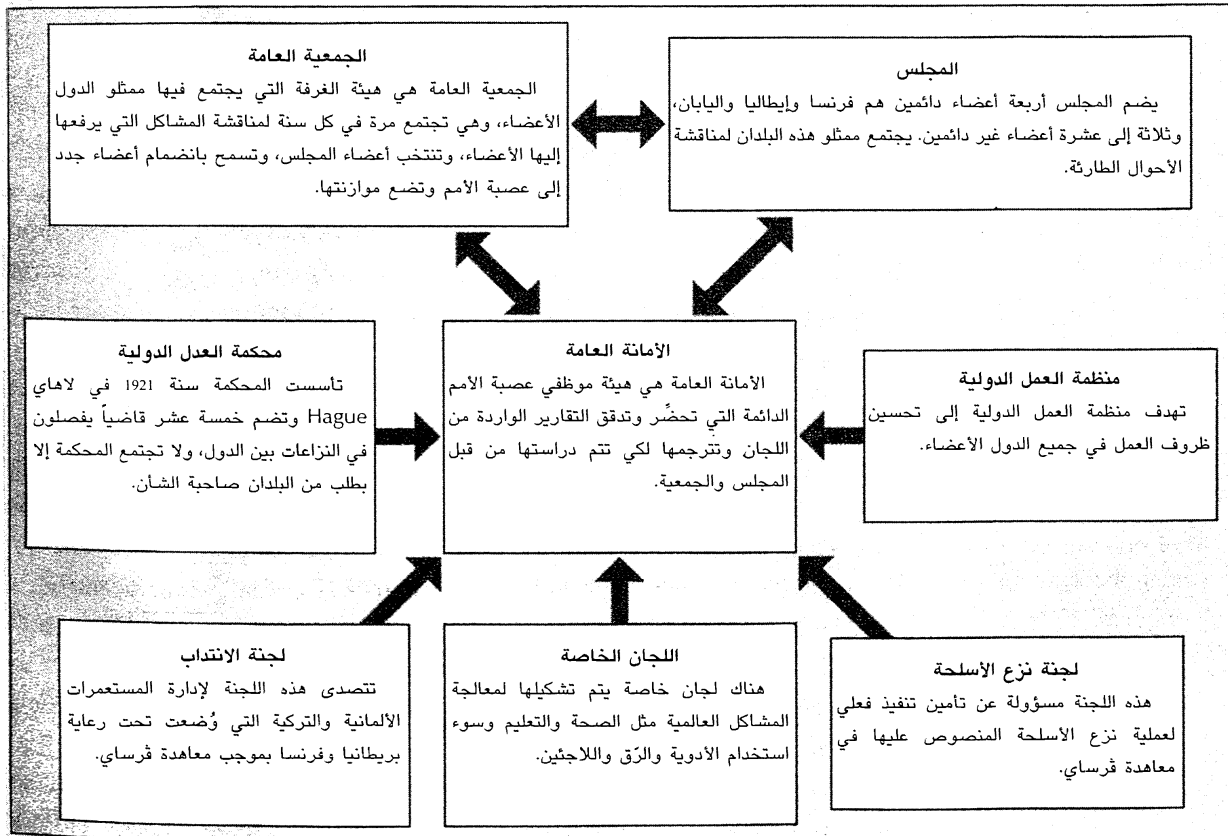 المجلس
يضم المجلس أربعة أعضاء دائمين هم فرنسا وإيطاليا واليابان،
وثلاثة إلى عشرة أعضاء غير دائمين. يجتمع ممثلو هذه البلدان لمناقشة
الأحوال الطارئة.
الجمعية العامة
الجمعية العامة هي هيئة الغرفة التي يجتمع فيها ممثلو الدول
الأعضاء، وهي تجتمع مرة في كل سنة لمناقشة المشاكل التي يرفعها
إليها الأعضاء، وتنتخب أعضاء المجلس، وتسمح بانضمام أعضاء جدد
إلى عصبة الأمم وتضع موازنتها.
منظمة العمل الدولية
تهدف منظمة العمل الدولية إلى تحسين
ظروف العمل في جميع الدول الأعضاء.
الأمانة العامة
الأمانة العامة هي هيئة موظفي عصبة الأمم
الدائمة التي تحضِّر وتدقق التقارير الواردة من
اللجان وتترجمها لكي تتم دراستها من قبل
المجلس والجمعية.
محكمة العدل الدولية
تأسست المحكمة سنة 1921 في لاهاي
Hague وتضم خمسة عشر قاضياً يفصلون
في النزاعات بين الدول، ولا تجتمع المحكمة إلا
بطلب من البلدان صاحبة الشأن.
لجنة نزع الأسلحة
هذه اللجنة مسؤولة عن تأمين تنفيذ فعلي
لعملية نزع الأسلحة المنصوص عليها في
معاهدة ڤرساي.
اللجان الخاصة
هناك لجان خاصة يتم تشكيلها لمعالجة
المشاكل العالمية مثل الصحة والتعليم وسوء
استخدام الأدوية والرّق واللاجئين.
لجنة الانتداب
تتصدى هذه اللجنة لإدارة المستعمرات
الألمانية والتركية التي وُضعت تحت رعاية
بريطانيا وفرنسا بموجب معاهدة ڤرساي.